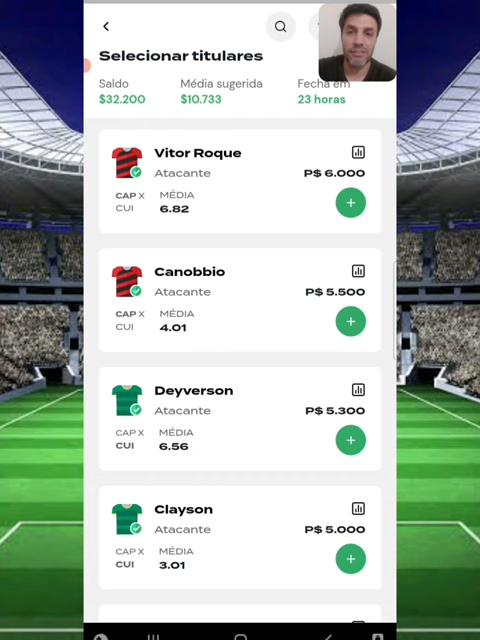 Selecionar titulares
Saldo
Média sugerida
Fecha em
$32.200
$10.733
23 horas
Vitor Roque
Atacante
P$ 6.000
CAP X
CUI
MÉDIA
6.82
Canobbio
Atacante
P$ 5.500
CAP X
CUI
MÉDIA
4.01
Deyverson
Atacante
P$ 5.300
CAP X
CUI
MÉDIA
6.56
Clayson
Atacante
P$ 5.000
CAP X
CUI
MÉDIA
3.01